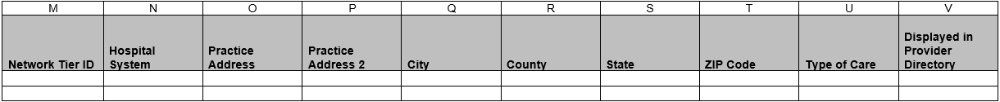 M N O P Q R S T U V
Network Tier ID
Hospital
System
Practice
Address
Practice
Address 2
City
County
State
ZIP Code
Type of Care
Displayed in
Provider
Directory